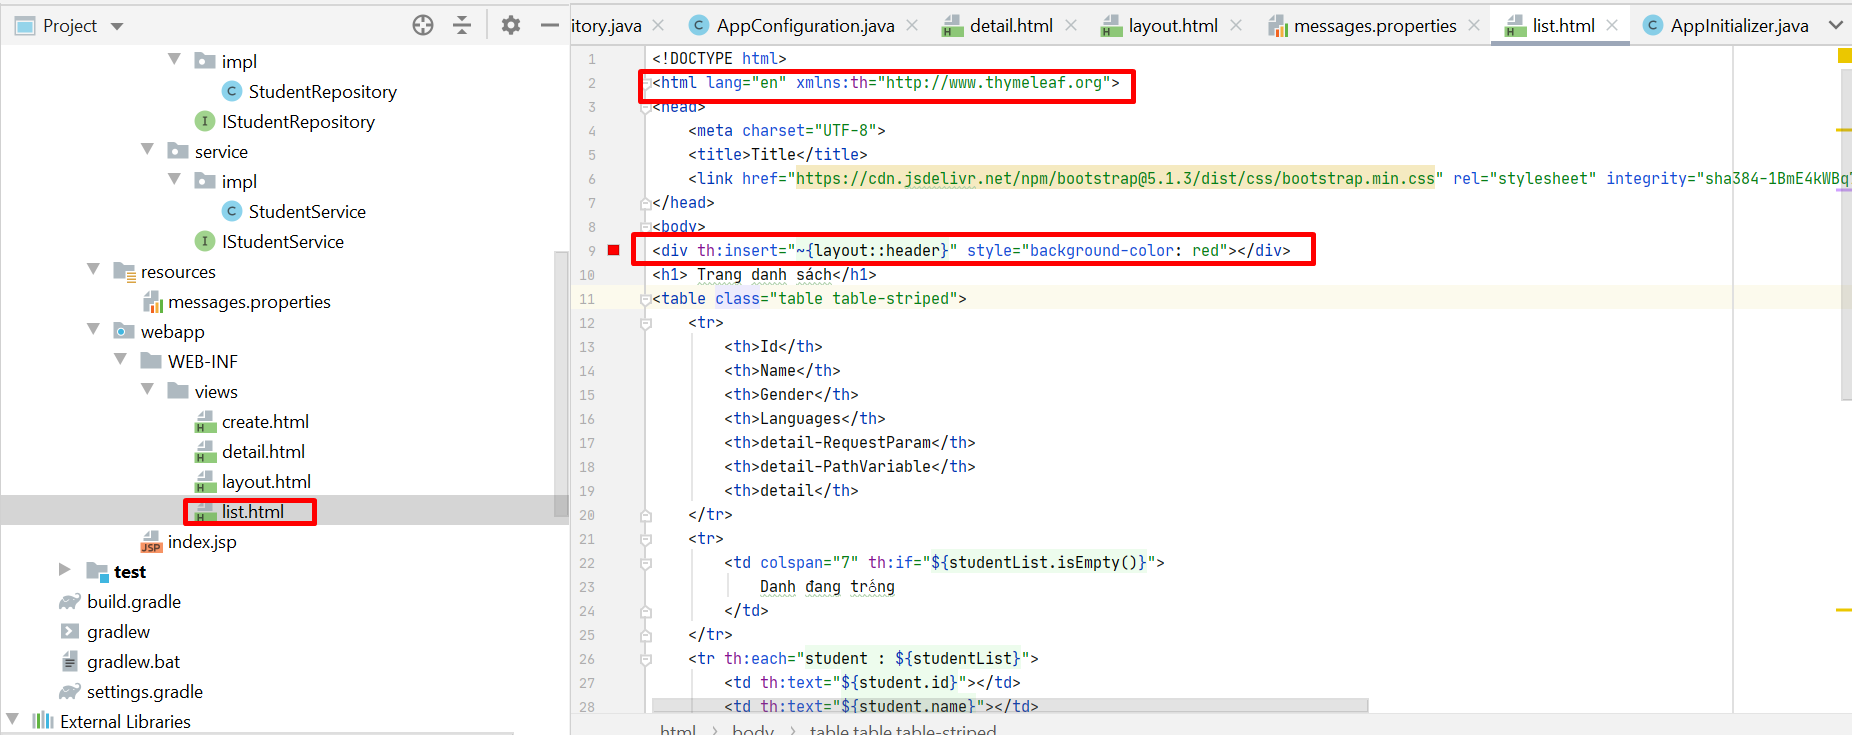 Project
impl
StudentRepository
IStudentRepository
service
impl
StudentService
IStudentService
resources
messages.properties
webapp
WEB-INF
views
create.html
detail.html
layout.html
list.html
index.jsp
test
build.gradle
gradlew
gradlew.bat
settings.gradle
External Libraries
itory.java AppConfiguration.java detail.html layout.html messages.properties list.html AppInitializer.java
1 <!DOCTYPE html>
2 <html lang="en" xmlns:th="http://www.thymeleaf.org">
3 <head>
4 <meta charset="UTF-8">
5 <title>Title</title>
6 <link href="https://cdn.jsdelivr.net/npm/bootstrap@5.1.3/dist/css/bootstrap.min.css" rel="stylesheet" integrity="sha384-1BmE4kWBq
7 </head>
8 <body>
9 <div th:insert="~{layout::header}" style="background-color: red"></div>
10 <h1> Trang danh sách</h1>
11 <table class="table table-striped">
12 <tr>
13 <th>Id</th>
14 <th>Name</th>
15 <th>Gender</th>
16 <th>Languages</th>
17 <th>detail-RequestParam</th>
18 <th>detail-PathVariable</th>
19 <th>detail</th>
20 </tr>
21 <tr>
22 <td colspan="7" th:if="${studentList.isEmpty()}">
23 Danh đang trống
24 </td>
25 </tr>
26 <tr th:each="student : ${studentList}">
27 <td th:text="${student.id}"></td>
28 <td th:text="${student.name}"></td>
html › body › table.table.table-striped